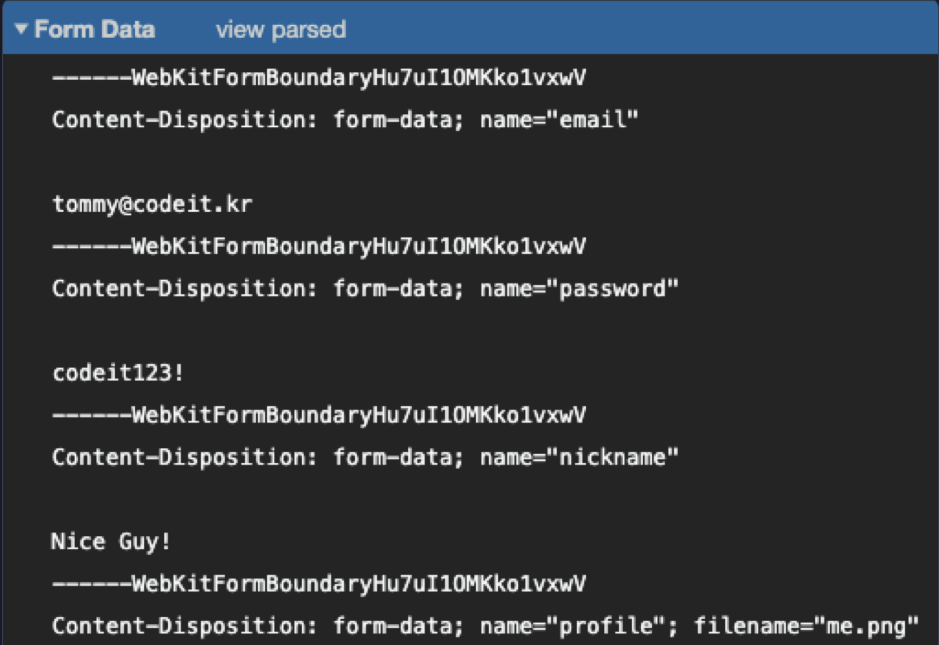 ▼ Form Data view parsed
------WebKitFormBoundaryHu7uI1OMKko1vxwV
Content-Disposition: form-data; name="email"
tommy@codeit.kr
------WebKitFormBoundaryHu7uI1OMKko1vxwV
Content-Disposition: form-data; name="password"
codeit123!
------WebKitFormBoundaryHu7uI1OMKko1vxwV
Content-Disposition: form-data; name="nickname"
Nice Guy!
------WebKitFormBoundaryHu7uI1OMKko1vxwV
Content-Disposition: form-data; name="profile"; filename="me.png"